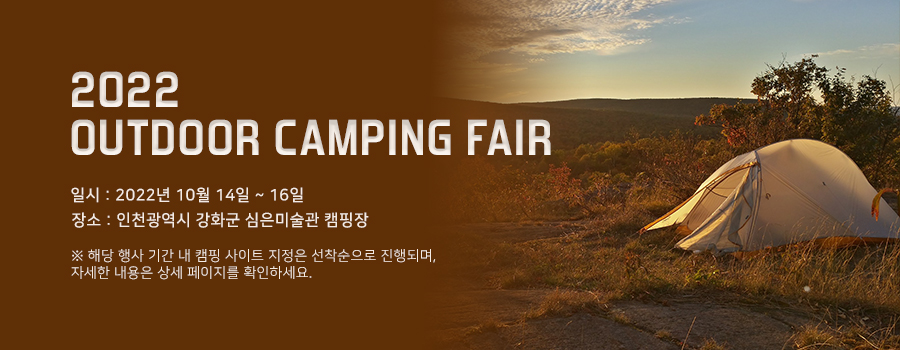 2022
OUTDOOR CAMPING FAIR
일시 : 2022년 10월 14일 ~ 16일
장소 : 인천광역시 강화군 심은미술관 캠핑장
※ 해당 행사 기간 내 캠핑 사이트 지정은 선착순으로 진행되며,
자세한 내용은 상세 페이지를 확인하세요.